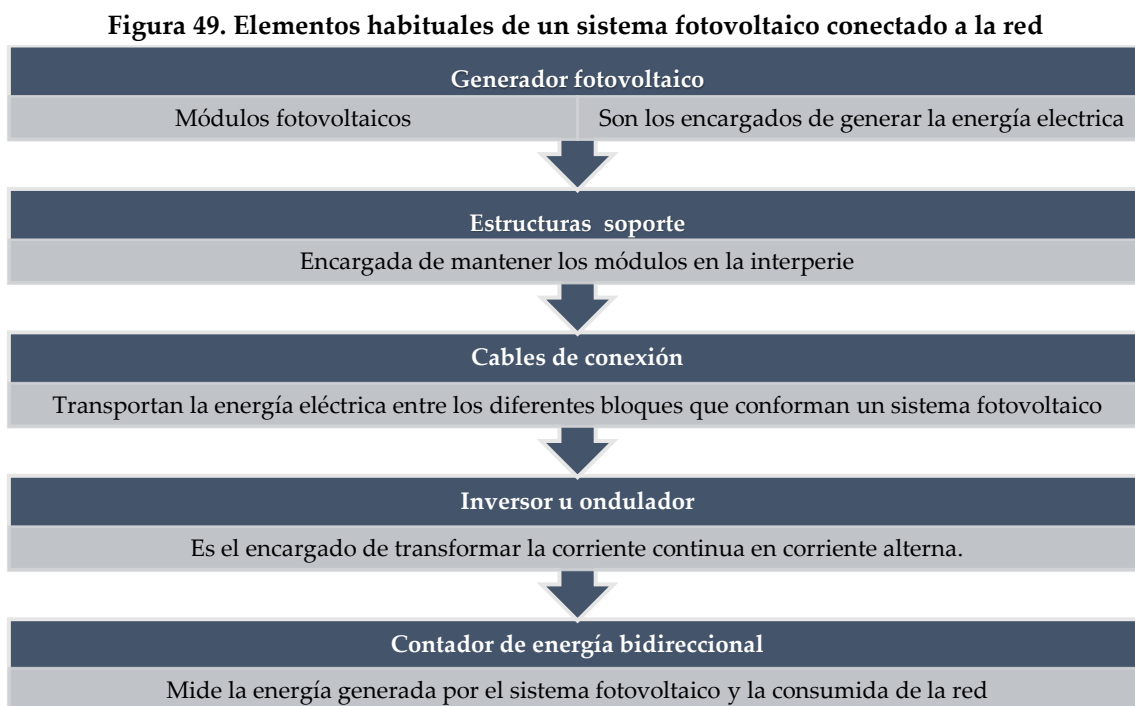 Figura 49. Elementos habituales de un sistema fotovoltaico conectado a la red
Generador fotovoltaico
Módulos fotovoltaicos
Son los encargados de generar la energía electrica
Estructuras soporte
Encargada de mantener los módulos en la interperie
Cables de conexión
Transportan la energía eléctrica entre los diferentes bloques que conforman un sistema fotovoltaico
Inversor u ondulador
Es el encargado de transformar la corriente continua en corriente alterna.
Contador de energía bidireccional
Mide la energía generada por el sistema fotovoltaico y la consumida de la red